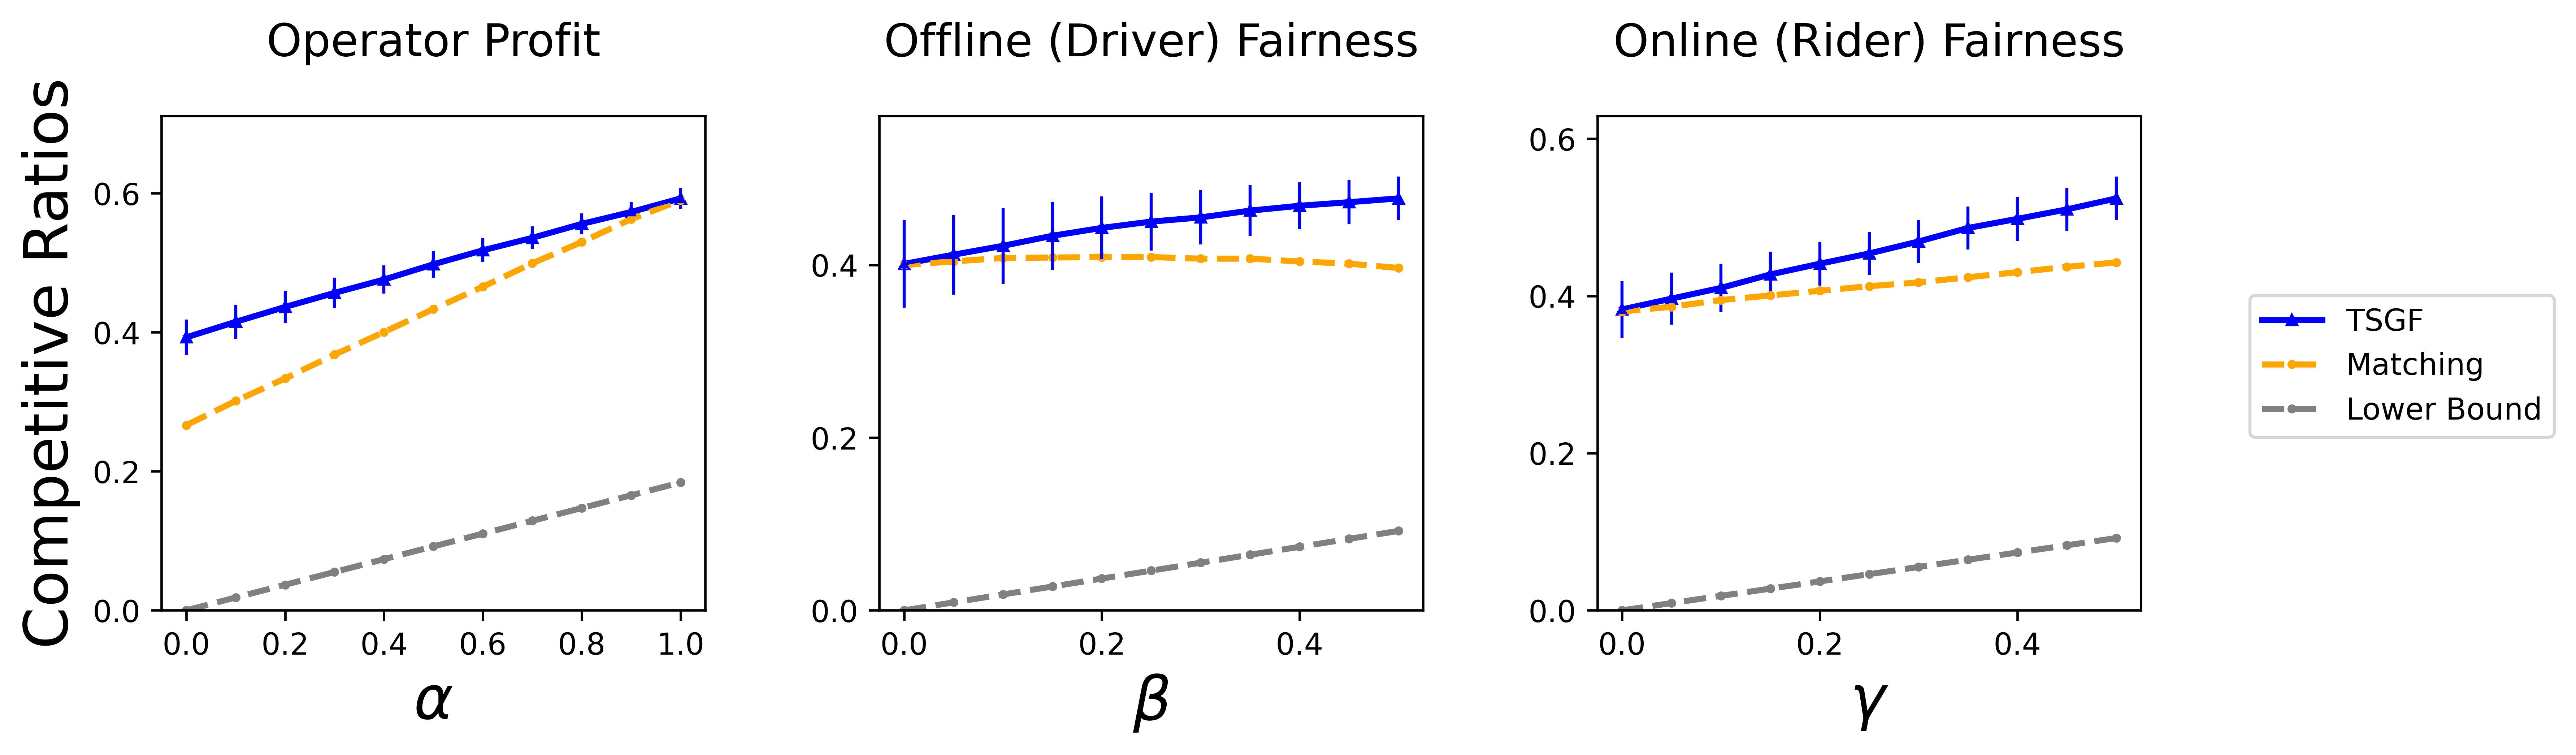 Operator Profit
Offline (Driver) Fairness
Online (Rider) Fairness
Competitive Ratios
0.6
0.4
0.2
0.0
0.0 0.2 0.4 0.6 0.8 1.0
α
0.4
0.2
0.0
0.0 0.2 0.4
β
0.6
0.4
0.2
0.0
0.0 0.2 0.4
γ
TSGF
Matching
Lower Bound